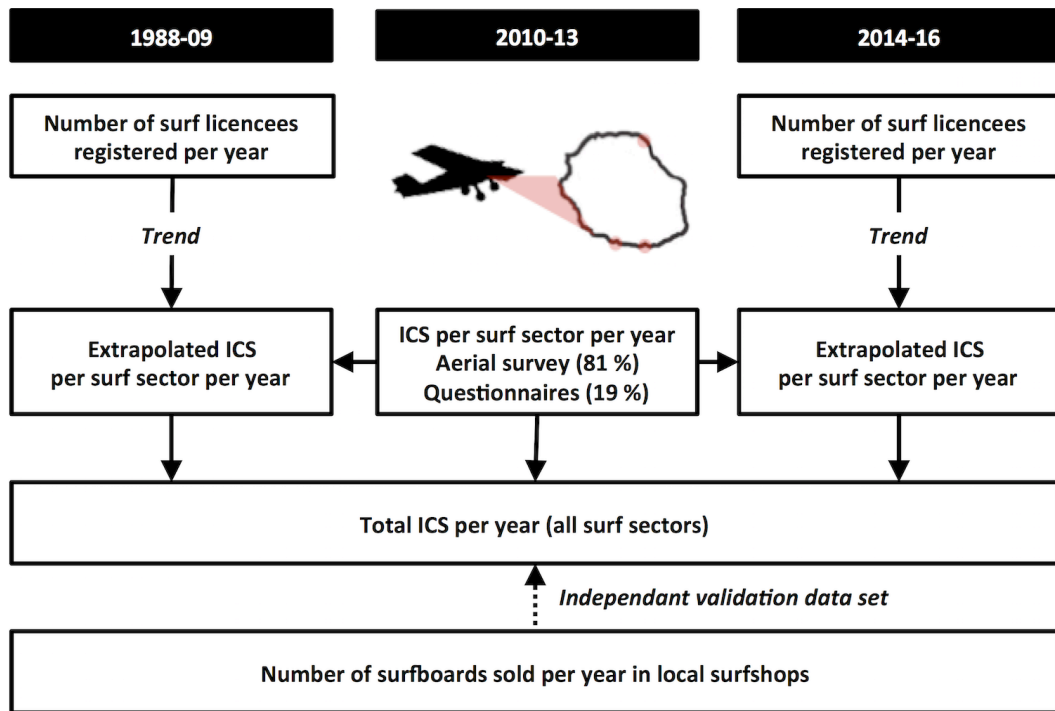 1988-09
2010-13
2014-16
Number of surf licencees
registered per year
Number of surf licencees
registered per year
Trend
Trend
Extrapolated ICS
per surf sector per year
ICS per surf sector per year
Aerial survey (81 %)
Questionnaires (19 %)
Extrapolated ICS
per surf sector per year
Total ICS per year (all surf sectors)
Independant validation data set
Number of surfboards sold per year in local surfshops